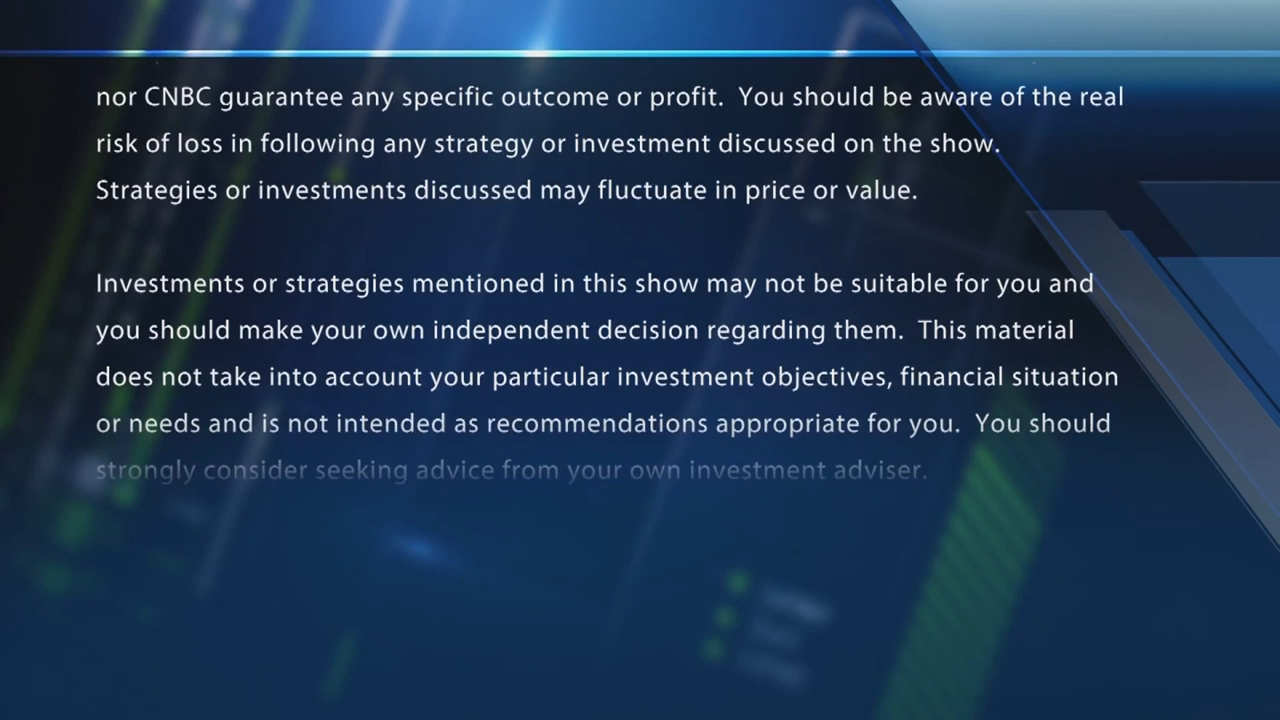 nor CNBC guarantee any specific outcome or profit.  You should be aware of the real
risk of loss in following any strategy or investment discussed on the show.
Strategies or investments discussed may fluctuate in price or value.
Investments or strategies mentioned in this show may not be suitable for you and
you should make your own independent decision regarding them.  This material
does not take into account your particular investment objectives, financial situation
or needs and is not intended as recommendations appropriate for you.  You should
strongly consider seeking advice from your own investment adviser.